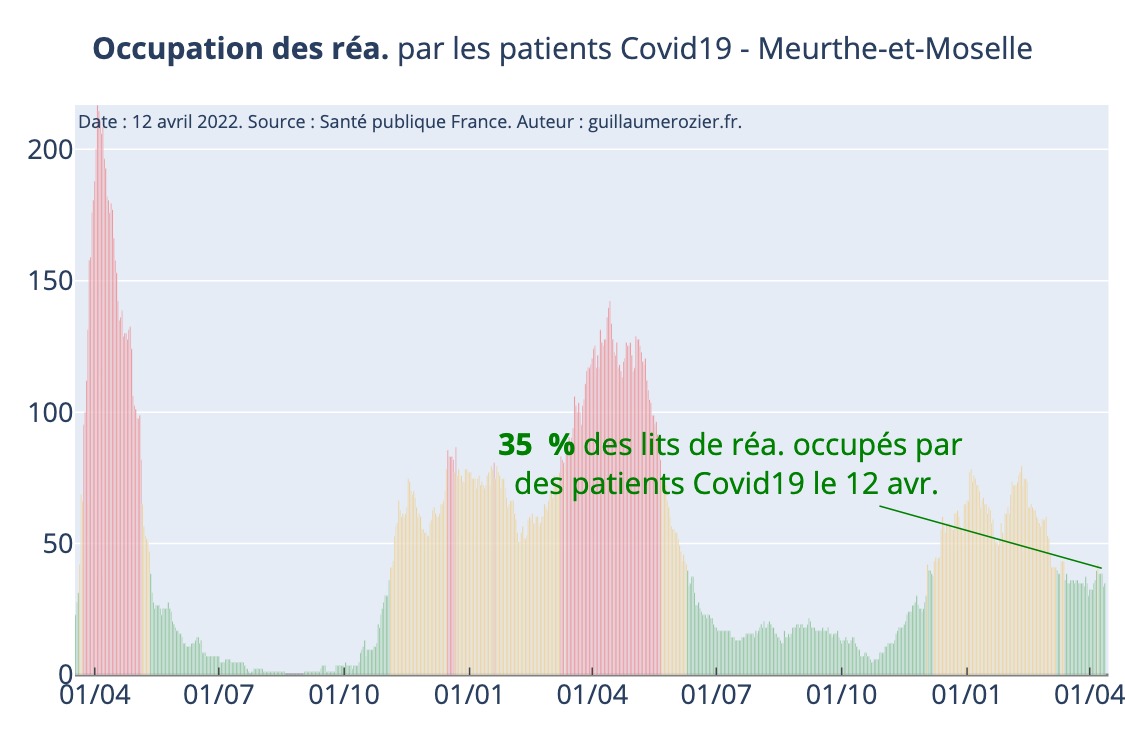 Occupation des réa. par les patients Covid19 - Meurthe-et-Moselle
Date : 12 avril 2022. Source : Santé publique France. Auteur : guillaumerozier.fr.
200
150
100
35  % des lits de réa. occupés par
des patients Covid19 le 12 avr.
50
0
01/04 01/07 01/10 01/01 01/04 01/07 01/10 01/01 01/04